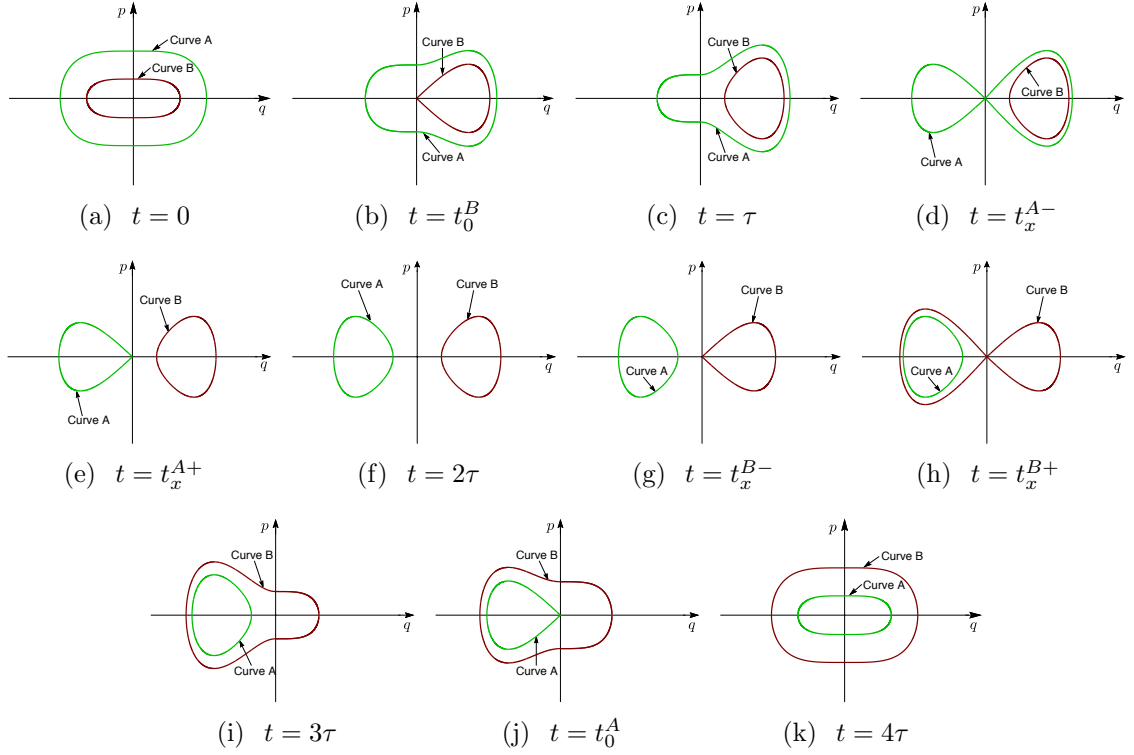 p
Curve A
Curve B
q
(a) t = 0
p
Curve B
Curve A
q
(b) t = t_0^B
p
Curve B
Curve A
q
(c) t = τ
p
Curve B
Curve A
q
(d) t = t_x^{A-}
p
Curve B
Curve A
q
(e) t = t_x^{A+}
p
Curve A
Curve B
q
(f) t = 2τ
p
Curve B
Curve A
q
(g) t = t_x^{B-}
p
Curve B
Curve A
q
(h) t = t_x^{B+}
p
Curve B
Curve A
q
(i) t = 3τ
p
Curve B
Curve A
q
(j) t = t_0^A
p
Curve B
Curve A
q
(k) t = 4τ